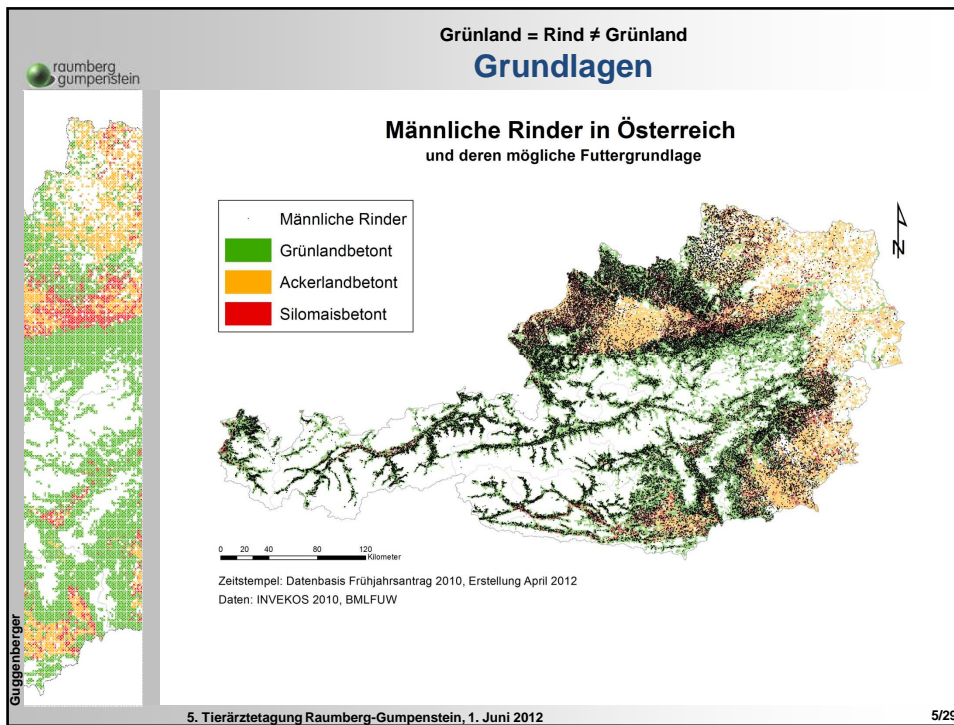 Grünland = Rind ≠ Grünland
Grundlagen
raumberg
gumpenstein
Männliche Rinder in Österreich
und deren mögliche Futtergrundlage
Männliche Rinder
Grünlandbetont
Ackerlandbetont
Silomaisbetont
N
0 20 40 80 120
Kilometer
Zeitstempel: Datenbasis Frühjahrsantrag 2010, Erstellung April 2012
Daten: INVEKOS 2010, BMLFUW
Guggenberger
5. Tierärztetagung Raumberg-Gumpenstein, 1. Juni 2012
5/29